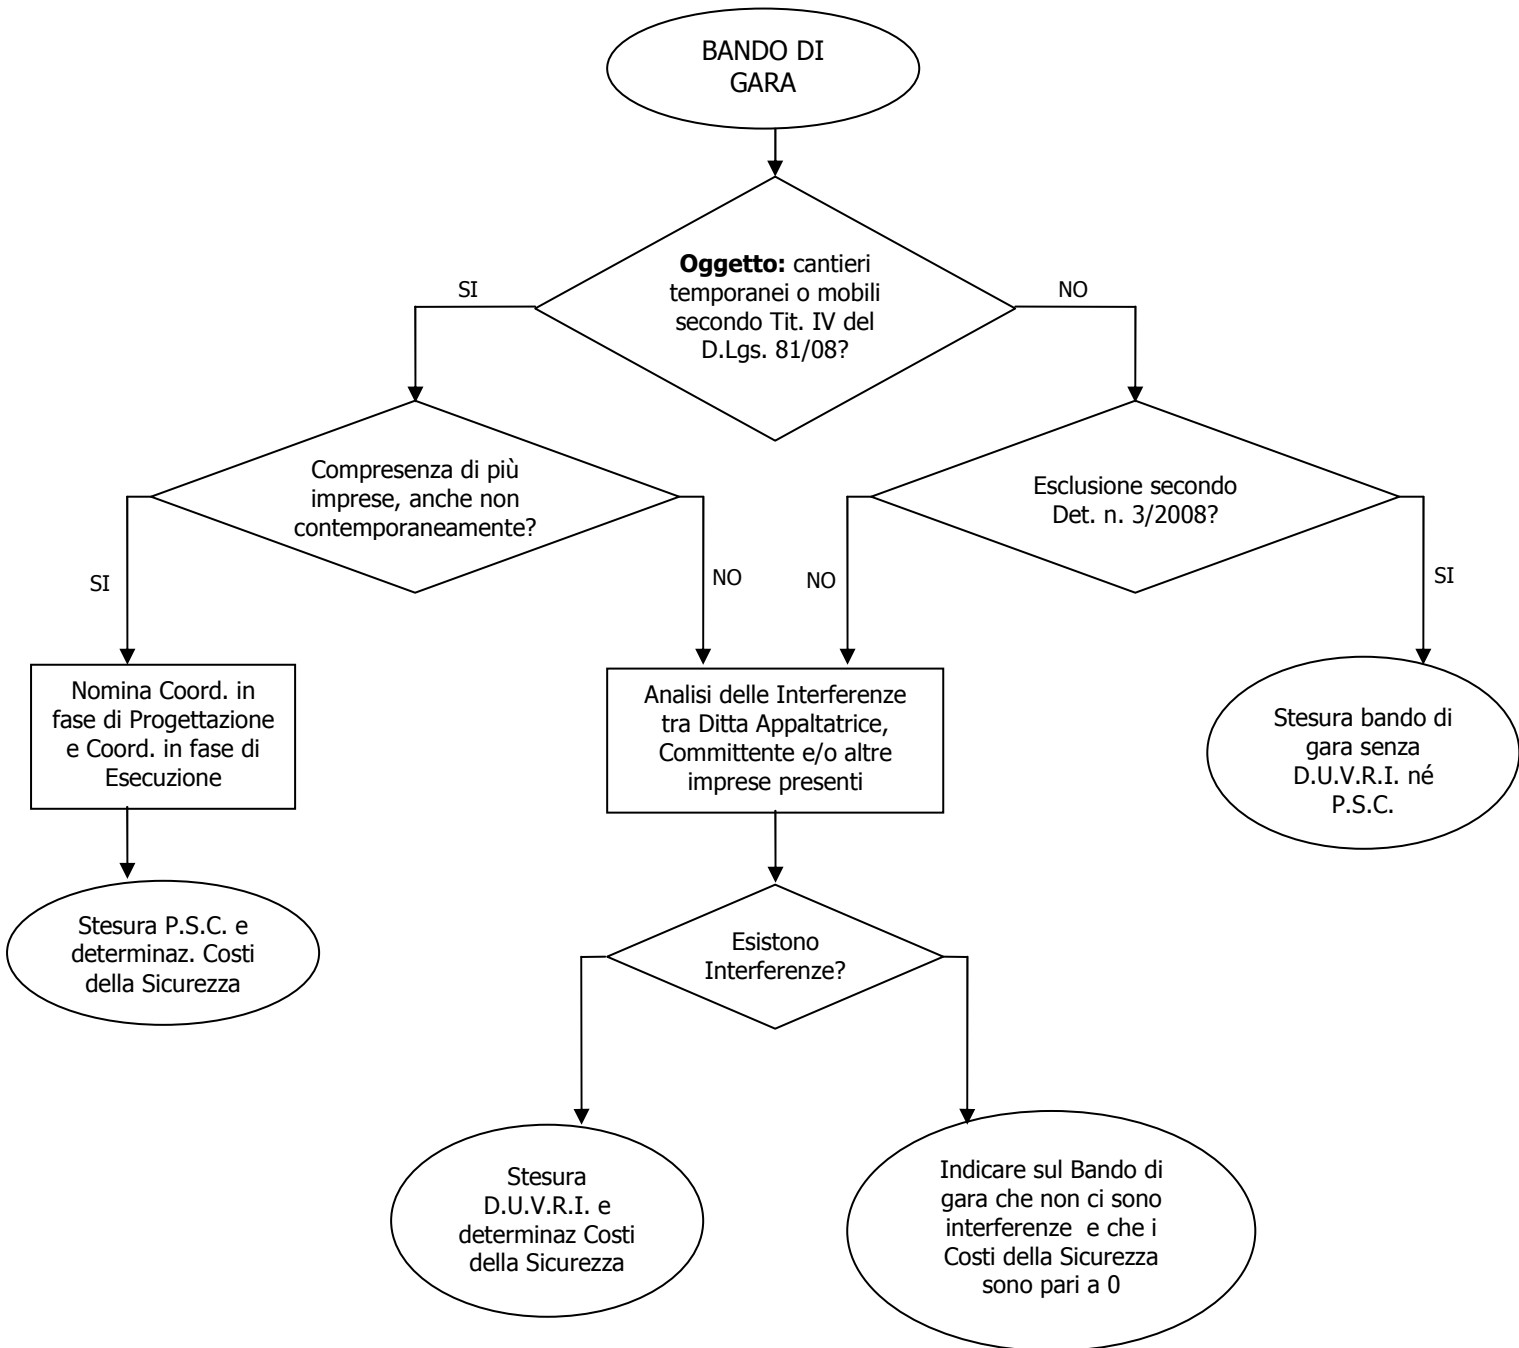 BANDO DI
GARA
Oggetto: cantieri
temporanei o mobili
secondo Tit. IV del
D.Lgs. 81/08?
SI
NO
Compresenza di più
imprese, anche non
contemporaneamente?
Esclusione secondo
Det. n. 3/2008?
SI
NO
NO
SI
Nomina Coord. in
fase di Progettazione
e Coord. in fase di
Esecuzione
Analisi delle Interferenze
tra Ditta Appaltatrice,
Committente e/o altre
imprese presenti
Stesura bando di
gara senza
D.U.V.R.I. né
P.S.C.
Stesura P.S.C. e
determinaz. Costi
della Sicurezza
Esistono
Interferenze?
Stesura
D.U.V.R.I. e
determinaz Costi
della Sicurezza
Indicare sul Bando di
gara che non ci sono
interferenze e che i
Costi della Sicurezza
sono pari a 0